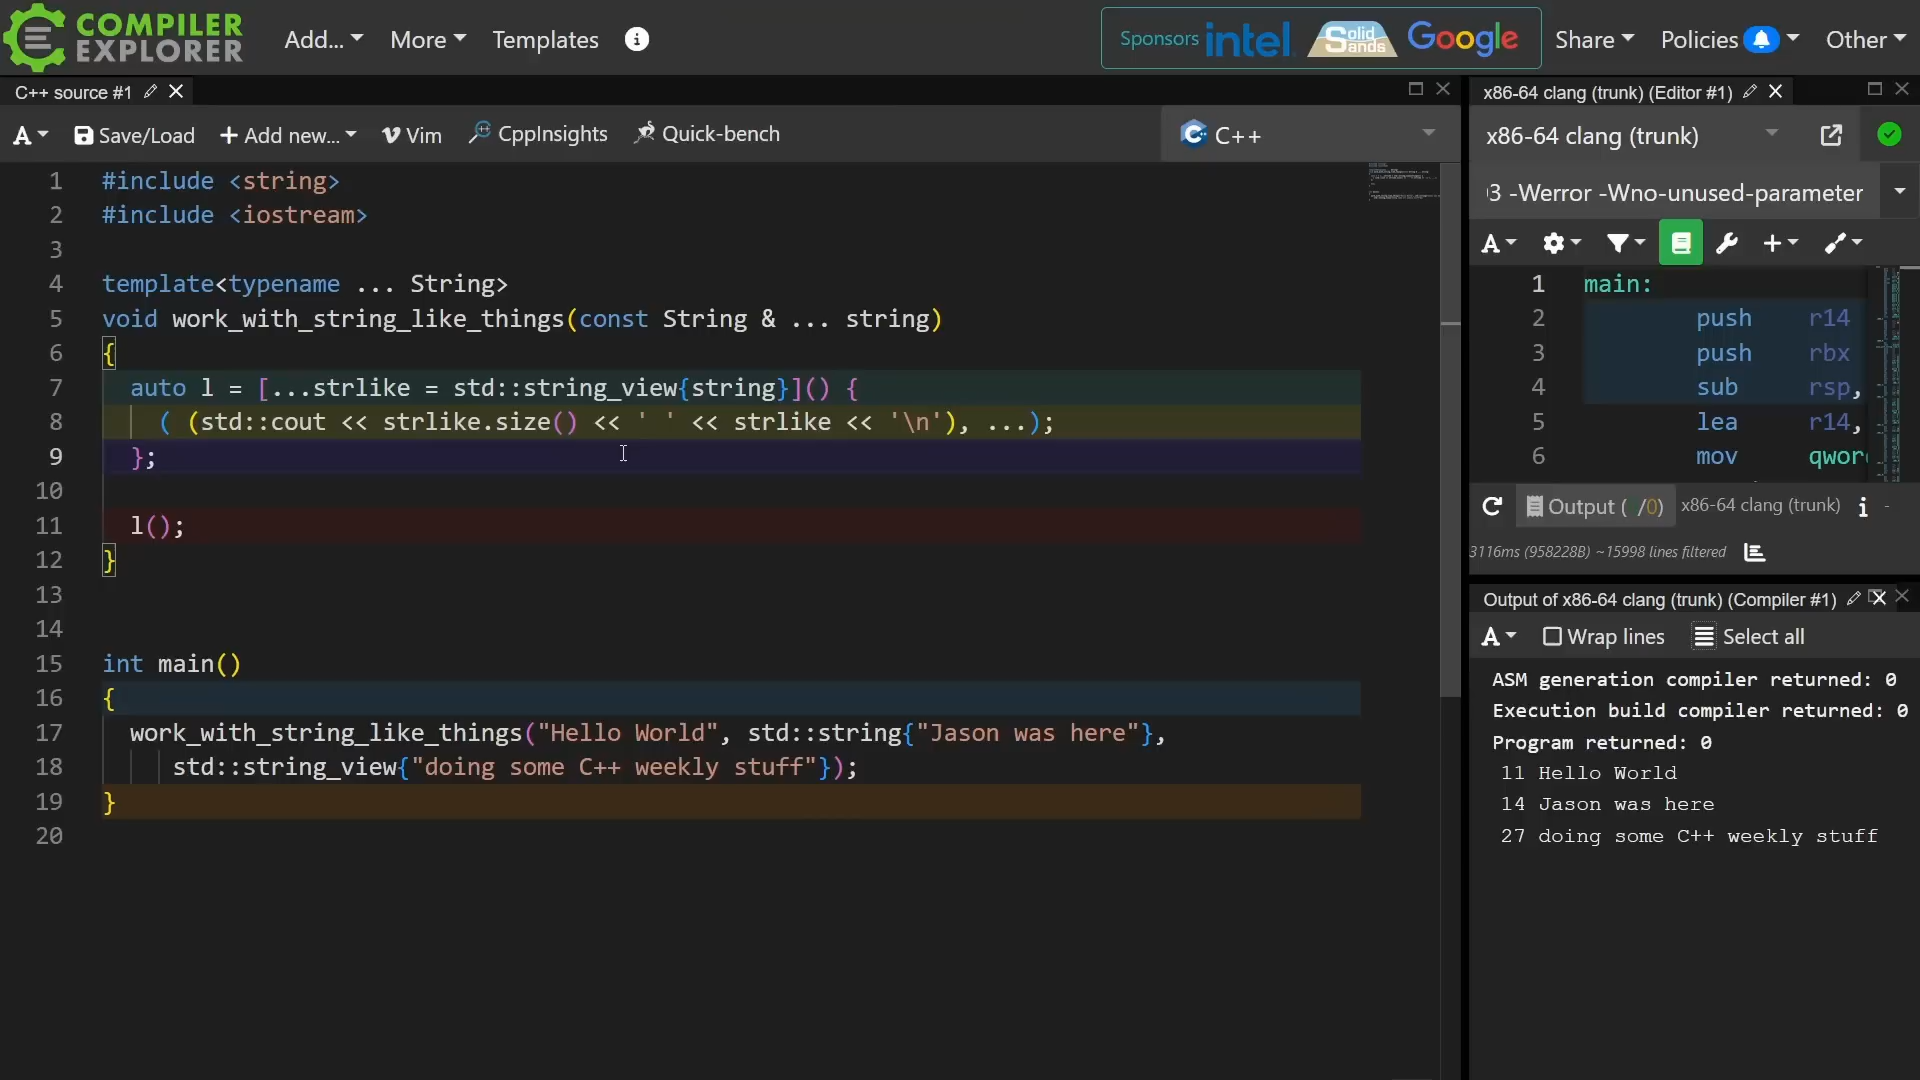 COMPILER
EXPLORER
Add...
More
Templates
Sponsors intel Solid Sands Google
Share
Policies
Other
C++ source #1
A
Save/Load
Add new...
Vim
CppInsights
Quick-bench
C++
1 #include <string>
2 #include <iostream>
3
4 template<typename ... String>
5 void work_with_string_like_things(const String & ... string)
6 {
7 auto l = [...strlike = std::string_view{string}]() {
8 ( (std::cout << strlike.size() << ' ' << strlike << '\n'), ...);
9 };
10
11 l();
12 }
13
14
15 int main()
16 {
17 work_with_string_like_things("Hello World", std::string{"Jason was here"},
18 std::string_view{"doing some C++ weekly stuff"});
19 }
20
x86-64 clang (trunk) (Editor #1)
x86-64 clang (trunk)
03 -Werror -Wno-unused-parameter
A
1 main:
2 push r14
3 push rbx
4 sub rsp,
5 lea r14,
6 mov qword
Output ( /0) x86-64 clang (trunk) i -
3116ms (958228B) ~15998 lines filtered
Output of x86-64 clang (trunk) (Compiler #1)
A Wrap lines Select all
ASM generation compiler returned: 0
Execution build compiler returned: 0
Program returned: 0
11 Hello World
14 Jason was here
27 doing some C++ weekly stuff